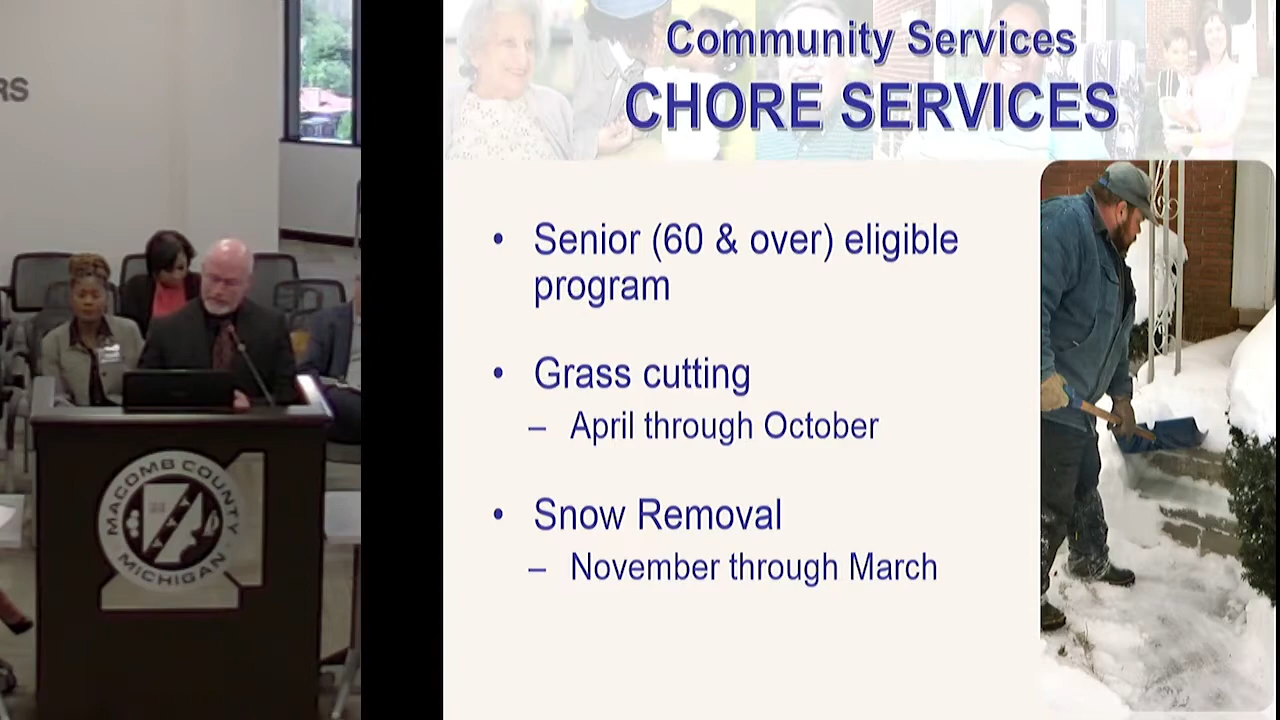 RS
MACOMB COUNTY
MICHIGAN
Community Services
CHORE SERVICES
• Senior (60 & over) eligible
program
• Grass cutting
– April through October
• Snow Removal
– November through March